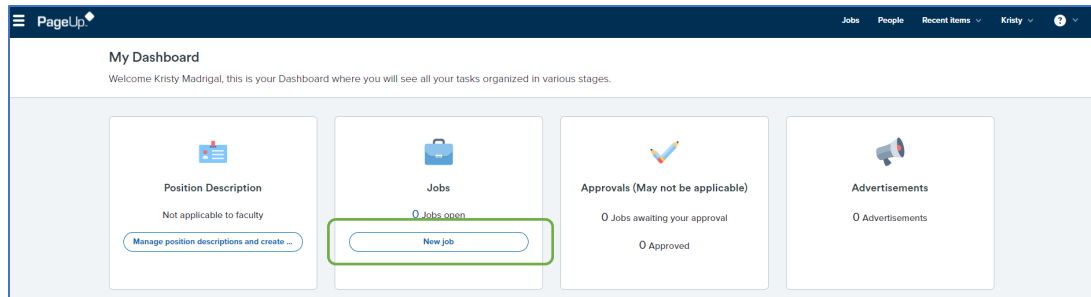 PageUp
Jobs People Recent items Kristy ?
My Dashboard
Welcome Kristy Madrigal, this is your Dashboard where you will see all your tasks organized in various stages.
Position Description
Not applicable to faculty
Manage position descriptions and create ...
Jobs
0 Jobs open
New job
Approvals (May not be applicable)
0 Jobs awaiting your approval
0 Approved
Advertisements
0 Advertisements